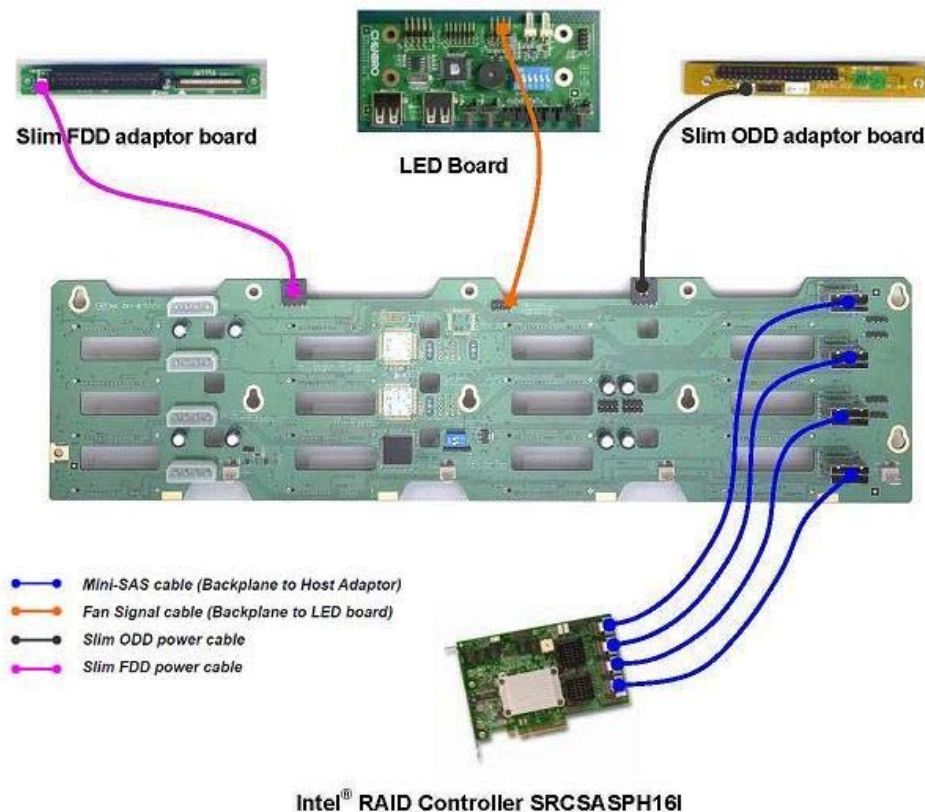 Slim FDD adaptor board
LED Board
Slim ODD adaptor board
Mini-SAS cable (Backplane to Host Adaptor)
Fan Signal cable (Backplane to LED board)
Slim ODD power cable
Slim FDD power cable
Intel® RAID Controller SRCSASPH16I